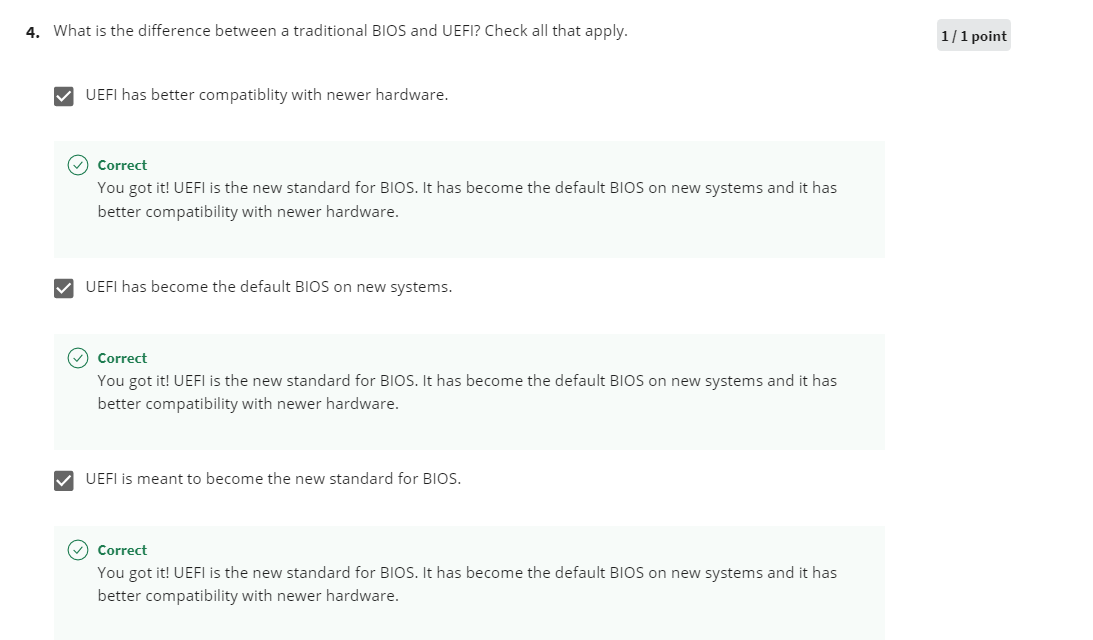 4. What is the difference between a traditional BIOS and UEFI? Check all that apply.
1 / 1 point
UEFI has better compatiblity with newer hardware.
Correct
You got it! UEFI is the new standard for BIOS. It has become the default BIOS on new systems and it has
better compatibility with newer hardware.
UEFI has become the default BIOS on new systems.
Correct
You got it! UEFI is the new standard for BIOS. It has become the default BIOS on new systems and it has
better compatibility with newer hardware.
UEFI is meant to become the new standard for BIOS.
Correct
You got it! UEFI is the new standard for BIOS. It has become the default BIOS on new systems and it has
better compatibility with newer hardware.